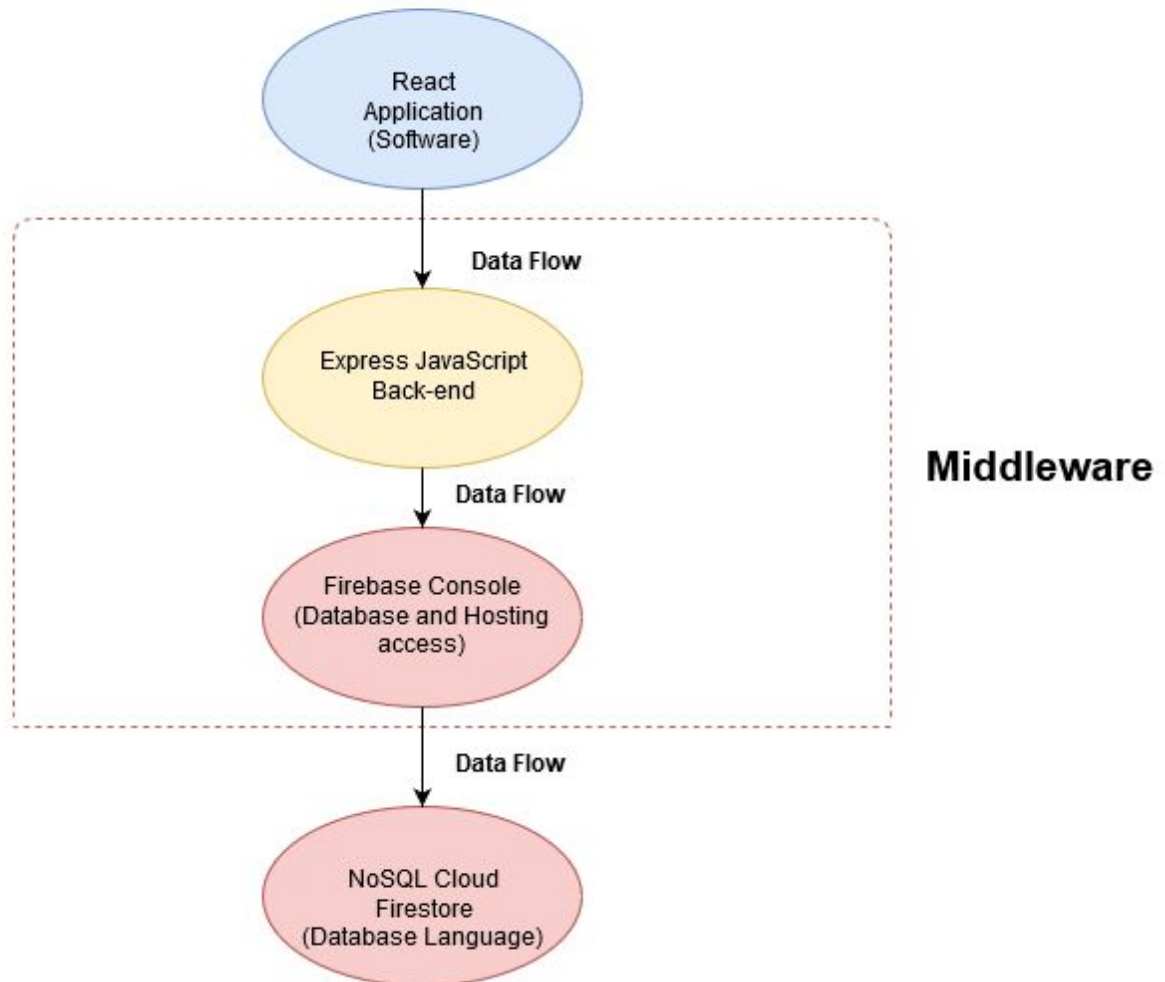 React
Application
(Software)
Data Flow
Express JavaScript
Back-end
Middleware
Data Flow
Firebase Console
(Database and Hosting
access)
Data Flow
NoSQL Cloud
Firestore
(Database Language)